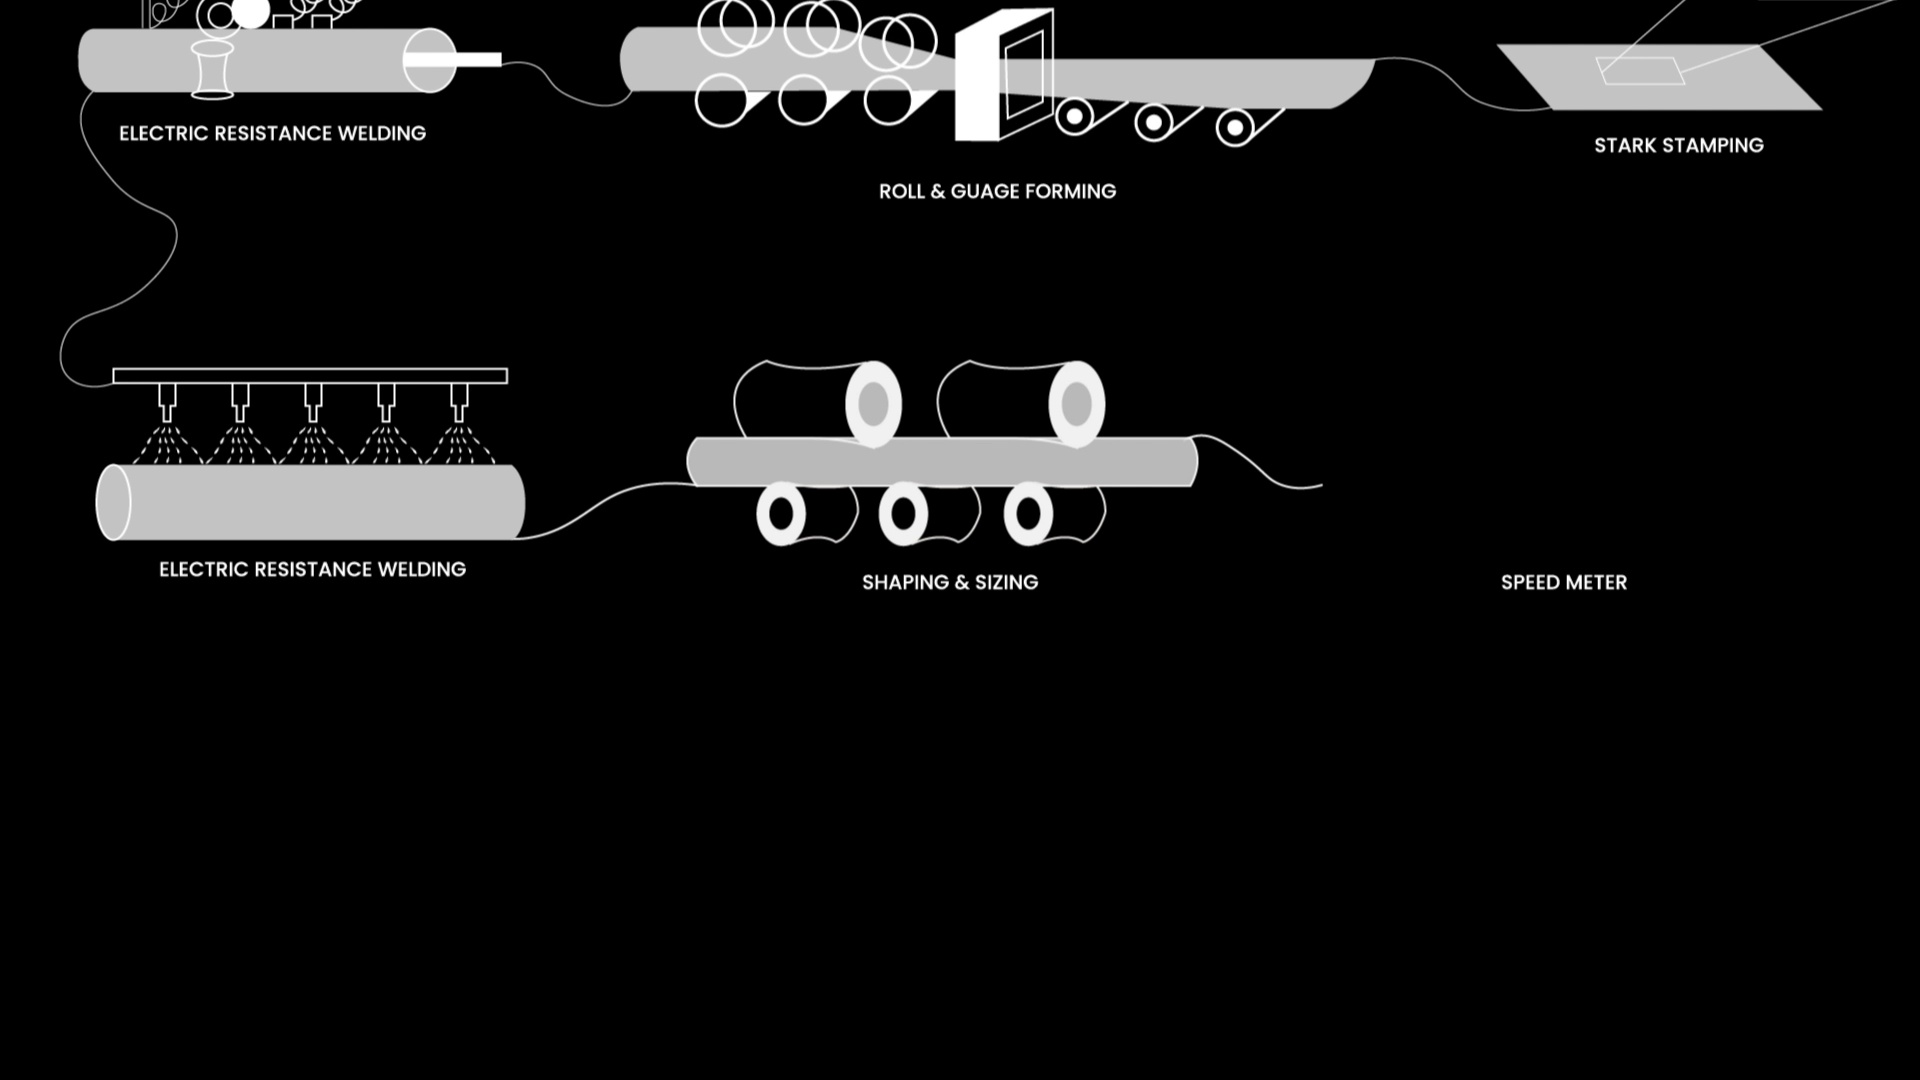 ELECTRIC RESISTANCE WELDING
STARK STAMPING
ROLL & GUAGE FORMING
ELECTRIC RESISTANCE WELDING
SHAPING & SIZING
SPEED METER